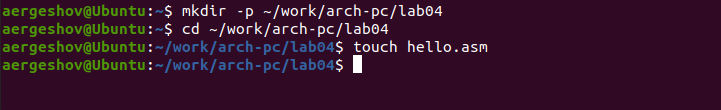 aergeshov@Ubuntu:~$ mkdir -p ~/work/arch-pc/lab04
aergeshov@Ubuntu:~$ cd ~/work/arch-pc/lab04
aergeshov@Ubuntu:~/work/arch-pc/lab04$ touch hello.asm
aergeshov@Ubuntu:~/work/arch-pc/lab04$